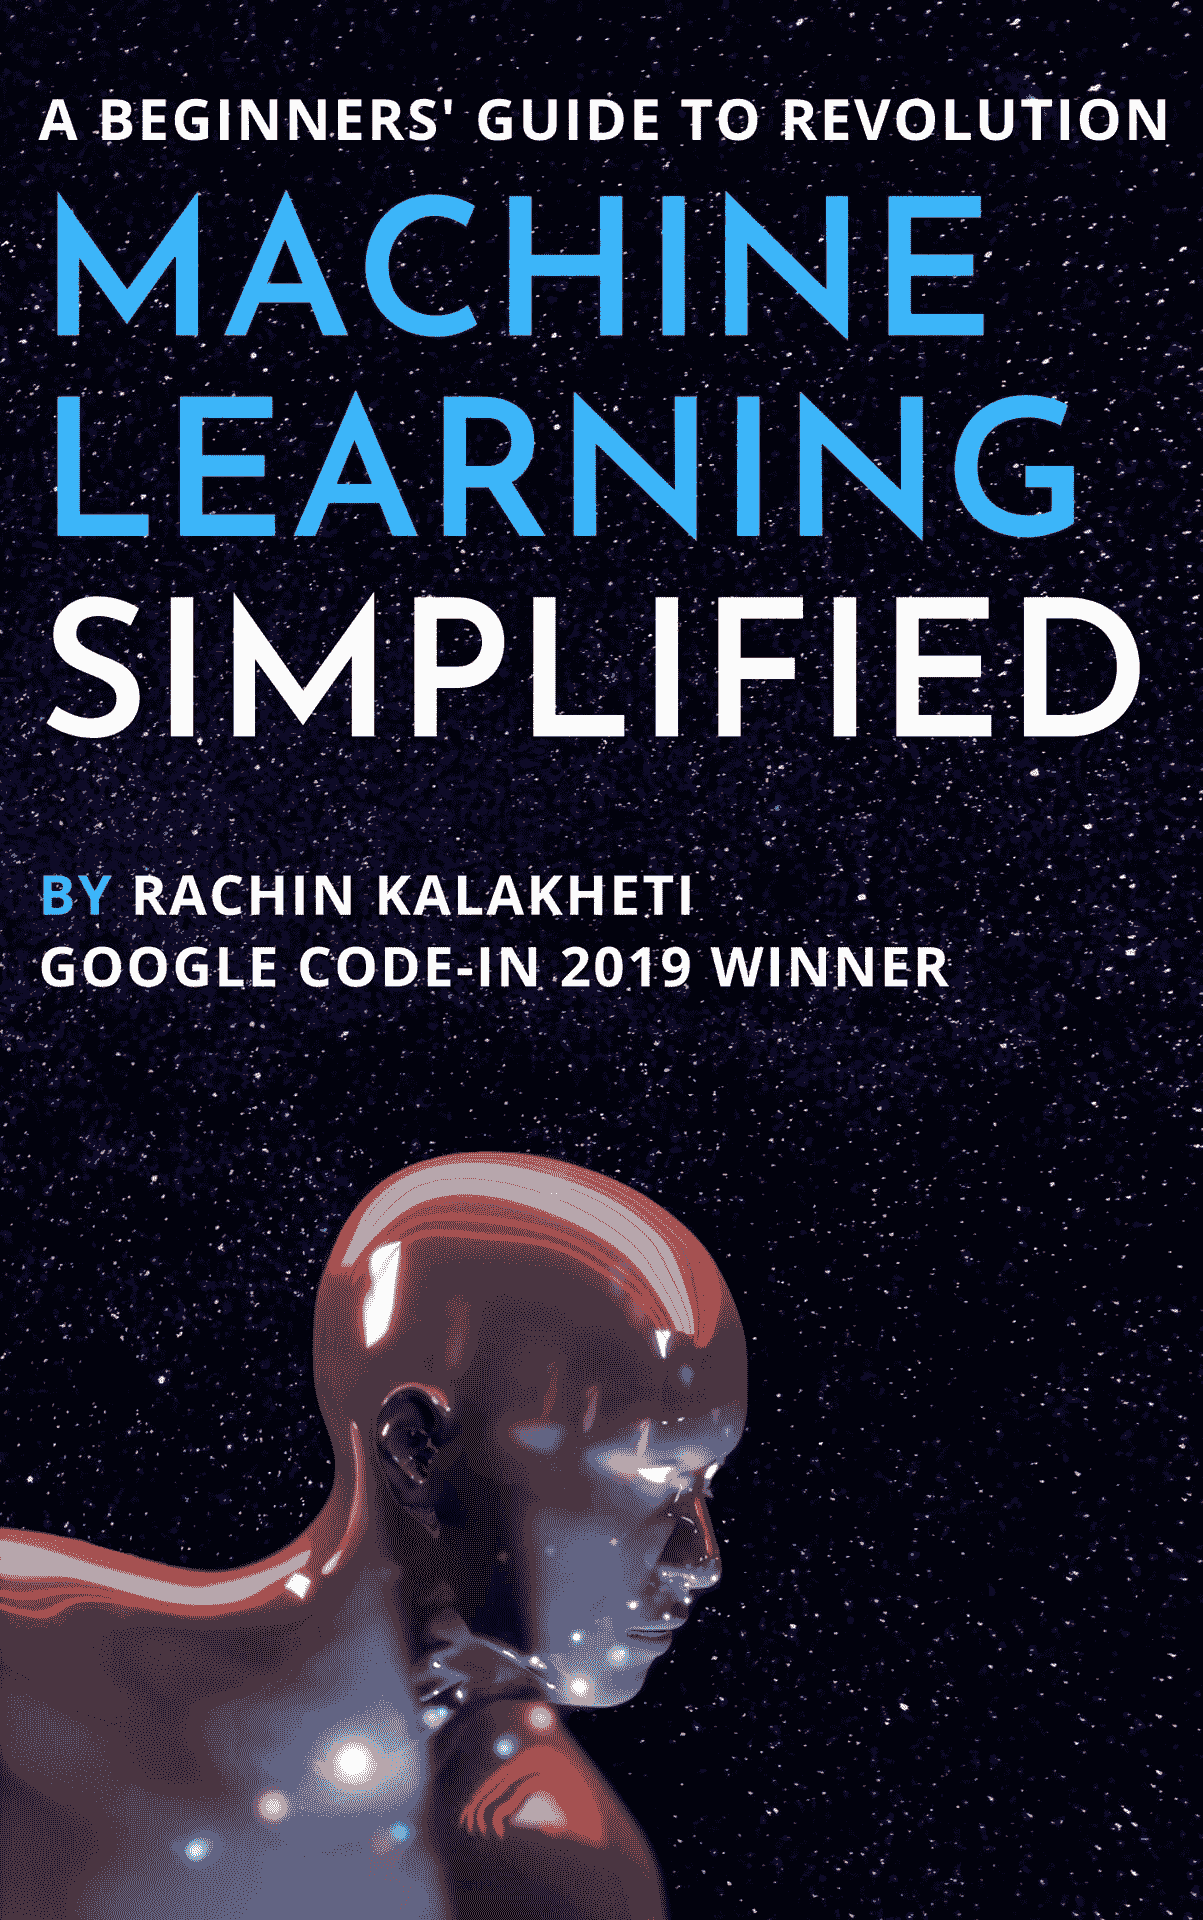 A BEGINNERS' GUIDE TO REVOLUTION
MACHINE
LEARNING
SIMPLIFIED
BY RACHIN KALAKHETI
GOOGLE CODE-IN 2019 WINNER